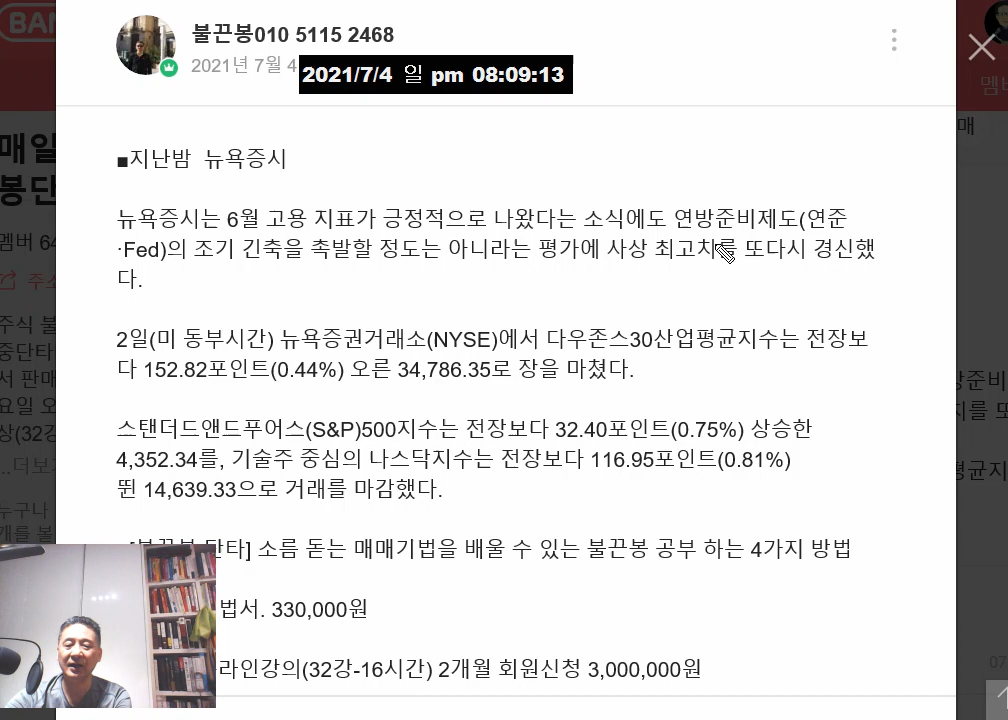 BAN
불끈봉010 5115 2468
2021년 7월 4
2021/7/4 일 pm 08:09:13
매일
봉단
멤버 64
주소
주식 불
중단타
서 판매
요일 오
상(32강
...더보
누구나
개를 불
■지난밤 뉴욕증시
뉴욕증시는 6월 고용 지표가 긍정적으로 나왔다는 소식에도 연방준비제도(연준
·Fed)의 조기 긴축을 촉발할 정도는 아니라는 평가에 사상 최고치를 또다시 경신했
다.
2일(미 동부시간) 뉴욕증권거래소(NYSE)에서 다우존스30산업평균지수는 전장보
다 152.82포인트(0.44%) 오른 34,786.35로 장을 마쳤다.
스탠더드앤드푸어스(S&P)500지수는 전장보다 32.40포인트(0.75%) 상승한
4,352.34를, 기술주 중심의 나스닥지수는 전장보다 116.95포인트(0.81%)
뛴 14,639.33으로 거래를 마감했다.
[불끈봉 단타] 소름 돋는 매매기법을 배울 수 있는 불끈봉 공부 하는 4가지 방법
법서. 330,000원
라인강의(32강-16시간) 2개월 회원신청 3,000,000원
멤버
매
방준비
지를 또
평균지
07